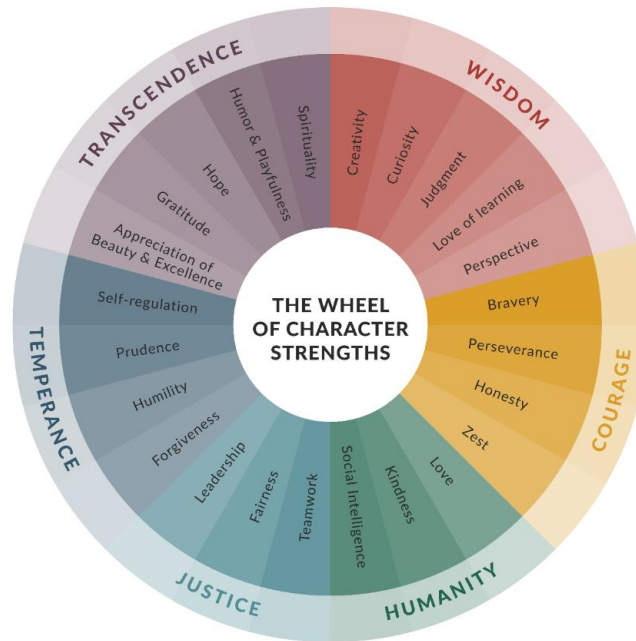 THE WHEEL
OF CHARACTER
STRENGTHS
WISDOM
Creativity
Curiosity
Judgment
Love of learning
Perspective
COURAGE
Bravery
Perseverance
Honesty
Zest
HUMANITY
Love
Kindness
Social Intelligence
JUSTICE
Teamwork
Fairness
Leadership
TEMPERANCE
Forgiveness
Humility
Prudence
Self-regulation
TRANSCENDENCE
Appreciation of
Beauty & Excellence
Gratitude
Hope
Humor & Playfulness
Spirituality